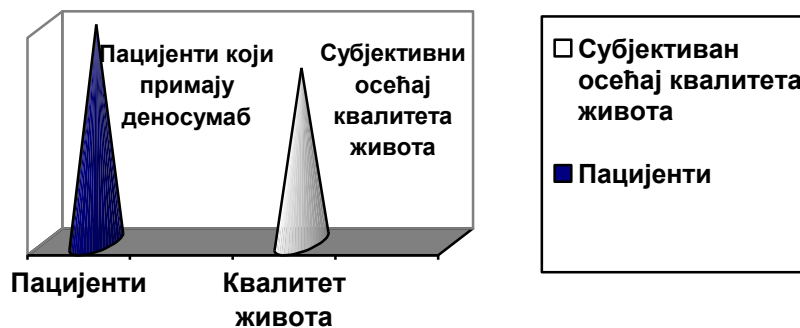 Пацијенти који
примају
деносумаб
Субјективни
осећај
квалитета
живота
Пацијенти
Квалитет
живота
Субјективан
осећај квалитета
живота
Пацијенти